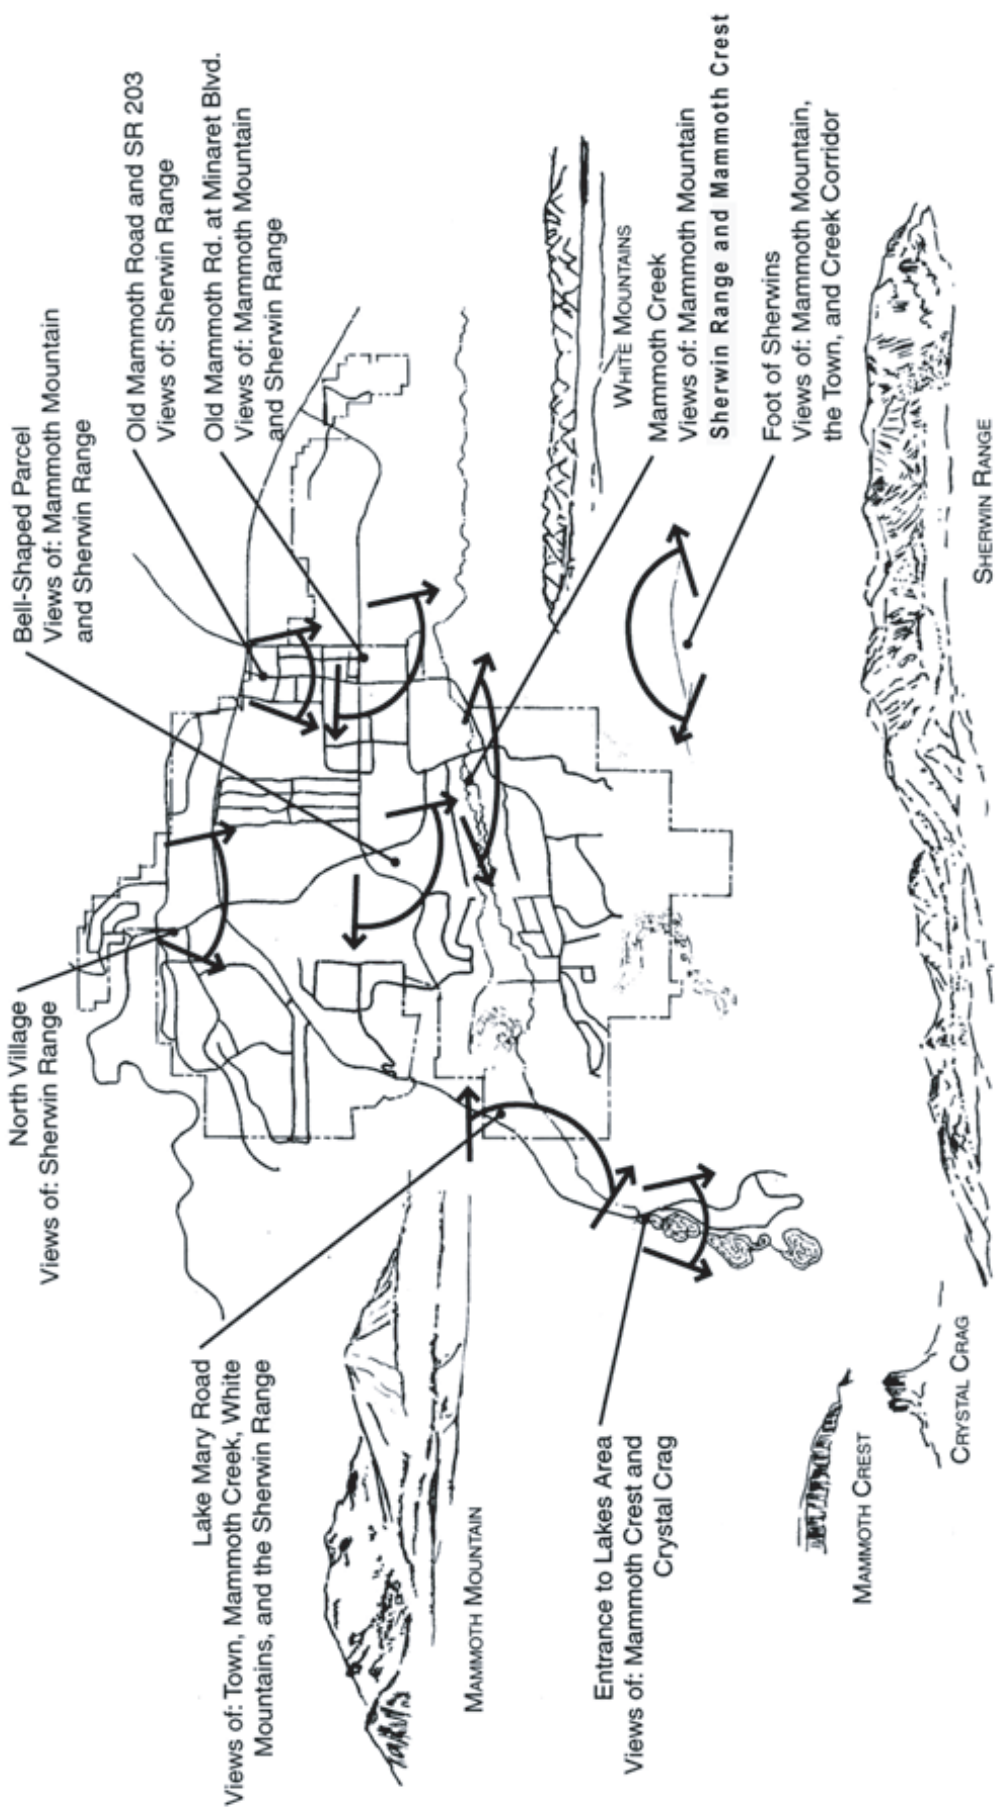 North Village
Views of: Sherwin Range
Bell-Shaped Parcel
Views of: Mammoth Mountain
and Sherwin Range
Old Mammoth Road and SR 203
Views of: Sherwin Range
Old Mammoth Rd. at Minaret Blvd.
Views of: Mammoth Mountain
and Sherwin Range
Lake Mary Road
Views of: Town, Mammoth Creek, White
Mountains, and the Sherwin Range
MAMMOTH MOUNTAIN
WHITE MOUNTAINS
Mammoth Creek
Views of: Mammoth Mountain
Sherwin Range and Mammoth Crest
Entrance to Lakes Area
Views of: Mammoth Crest and
Crystal Crag
Foot of Sherwins
Views of: Mammoth Mountain,
the Town, and Creek Corridor
MAMMOTH CREST
CRYSTAL CRAG
SHERWIN RANGE